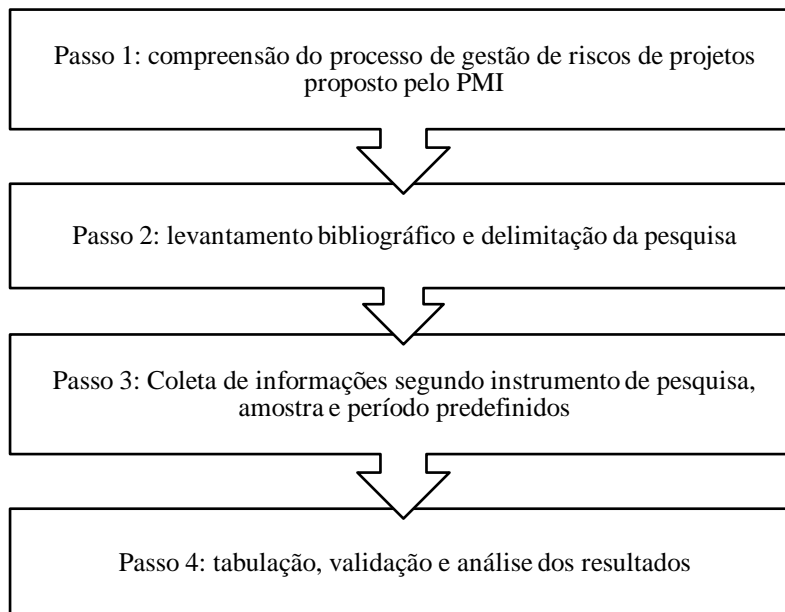 Passo 1: compreensão do processo de gestão de riscos de projetos
proposto pelo PMI
Passo 2: levantamento bibliográfico e delimitação da pesquisa
Passo 3: Coleta de informações segundo instrumento de pesquisa,
amostra e período predefinidos
Passo 4: tabulação, validação e análise dos resultados